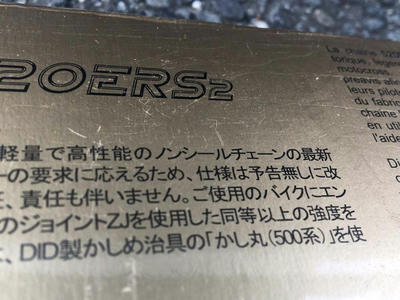 20ERS2
軽量で高性能のノンシールチェーンの最新
ーの要求に応えるため、仕様は予告無しに改
、責任も伴いません。ご使用のバイクにエン
のジョイントZJを使用した同等以上の強度を
、DID製かしめ治具の「かし丸(500系)」を使
La chaîne 520
forique, leger
motocross.
preavis
leurs pilot
du fabric
chaîne
en util
l'aide